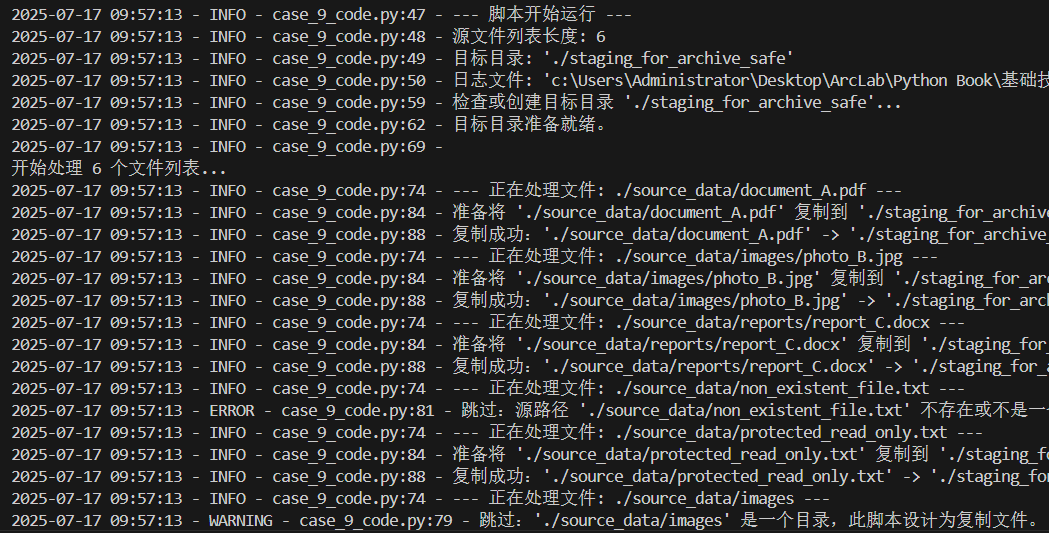 2025-07-17 09:57:13 - INFO - case_9_code.py:47 - --- 脚本开始运行 ---
2025-07-17 09:57:13 - INFO - case_9_code.py:48 - 源文件列表长度: 6
2025-07-17 09:57:13 - INFO - case_9_code.py:49 - 目标目录: './staging_for_archive_safe'
2025-07-17 09:57:13 - INFO - case_9_code.py:50 - 日志文件: 'c:\Users\Administrator\Desktop\ArcLab\Python Book\基础技
2025-07-17 09:57:13 - INFO - case_9_code.py:59 - 检查或创建目标目录 './staging_for_archive_safe'...
2025-07-17 09:57:13 - INFO - case_9_code.py:62 - 目标目录准备就绪。
2025-07-17 09:57:13 - INFO - case_9_code.py:69 -
开始处理 6 个文件列表...
2025-07-17 09:57:13 - INFO - case_9_code.py:74 - --- 正在处理文件: ./source_data/document_A.pdf ---
2025-07-17 09:57:13 - INFO - case_9_code.py:84 - 准备将 './source_data/document_A.pdf' 复制到 './staging_for_archive
2025-07-17 09:57:13 - INFO - case_9_code.py:88 - 复制成功：'./source_data/document_A.pdf' -> './staging_for_archive_
2025-07-17 09:57:13 - INFO - case_9_code.py:74 - --- 正在处理文件: ./source_data/images/photo_B.jpg ---
2025-07-17 09:57:13 - INFO - case_9_code.py:84 - 准备将 './source_data/images/photo_B.jpg' 复制到 './staging_for_ar
2025-07-17 09:57:13 - INFO - case_9_code.py:88 - 复制成功：'./source_data/images/photo_B.jpg' -> './staging_for_arch
2025-07-17 09:57:13 - INFO - case_9_code.py:74 - --- 正在处理文件: ./source_data/reports/report_C.docx ---
2025-07-17 09:57:13 - INFO - case_9_code.py:84 - 准备将 './source_data/reports/report_C.docx' 复制到 './staging_for_
2025-07-17 09:57:13 - INFO - case_9_code.py:88 - 复制成功：'./source_data/reports/report_C.docx' -> './staging_for_a
2025-07-17 09:57:13 - INFO - case_9_code.py:74 - --- 正在处理文件: ./source_data/non_existent_file.txt ---
2025-07-17 09:57:13 - ERROR - case_9_code.py:81 - 跳过：源路径 './source_data/non_existent_file.txt' 不存在或不是一
2025-07-17 09:57:13 - INFO - case_9_code.py:74 - --- 正在处理文件: ./source_data/protected_read_only.txt ---
2025-07-17 09:57:13 - INFO - case_9_code.py:84 - 准备将 './source_data/protected_read_only.txt' 复制到 './staging_fo
2025-07-17 09:57:13 - INFO - case_9_code.py:88 - 复制成功：'./source_data/protected_read_only.txt' -> './staging_for
2025-07-17 09:57:13 - INFO - case_9_code.py:74 - --- 正在处理文件: ./source_data/images ---
2025-07-17 09:57:13 - WARNING - case_9_code.py:79 - 跳过：'./source_data/images' 是一个目录，此脚本设计为复制文件。